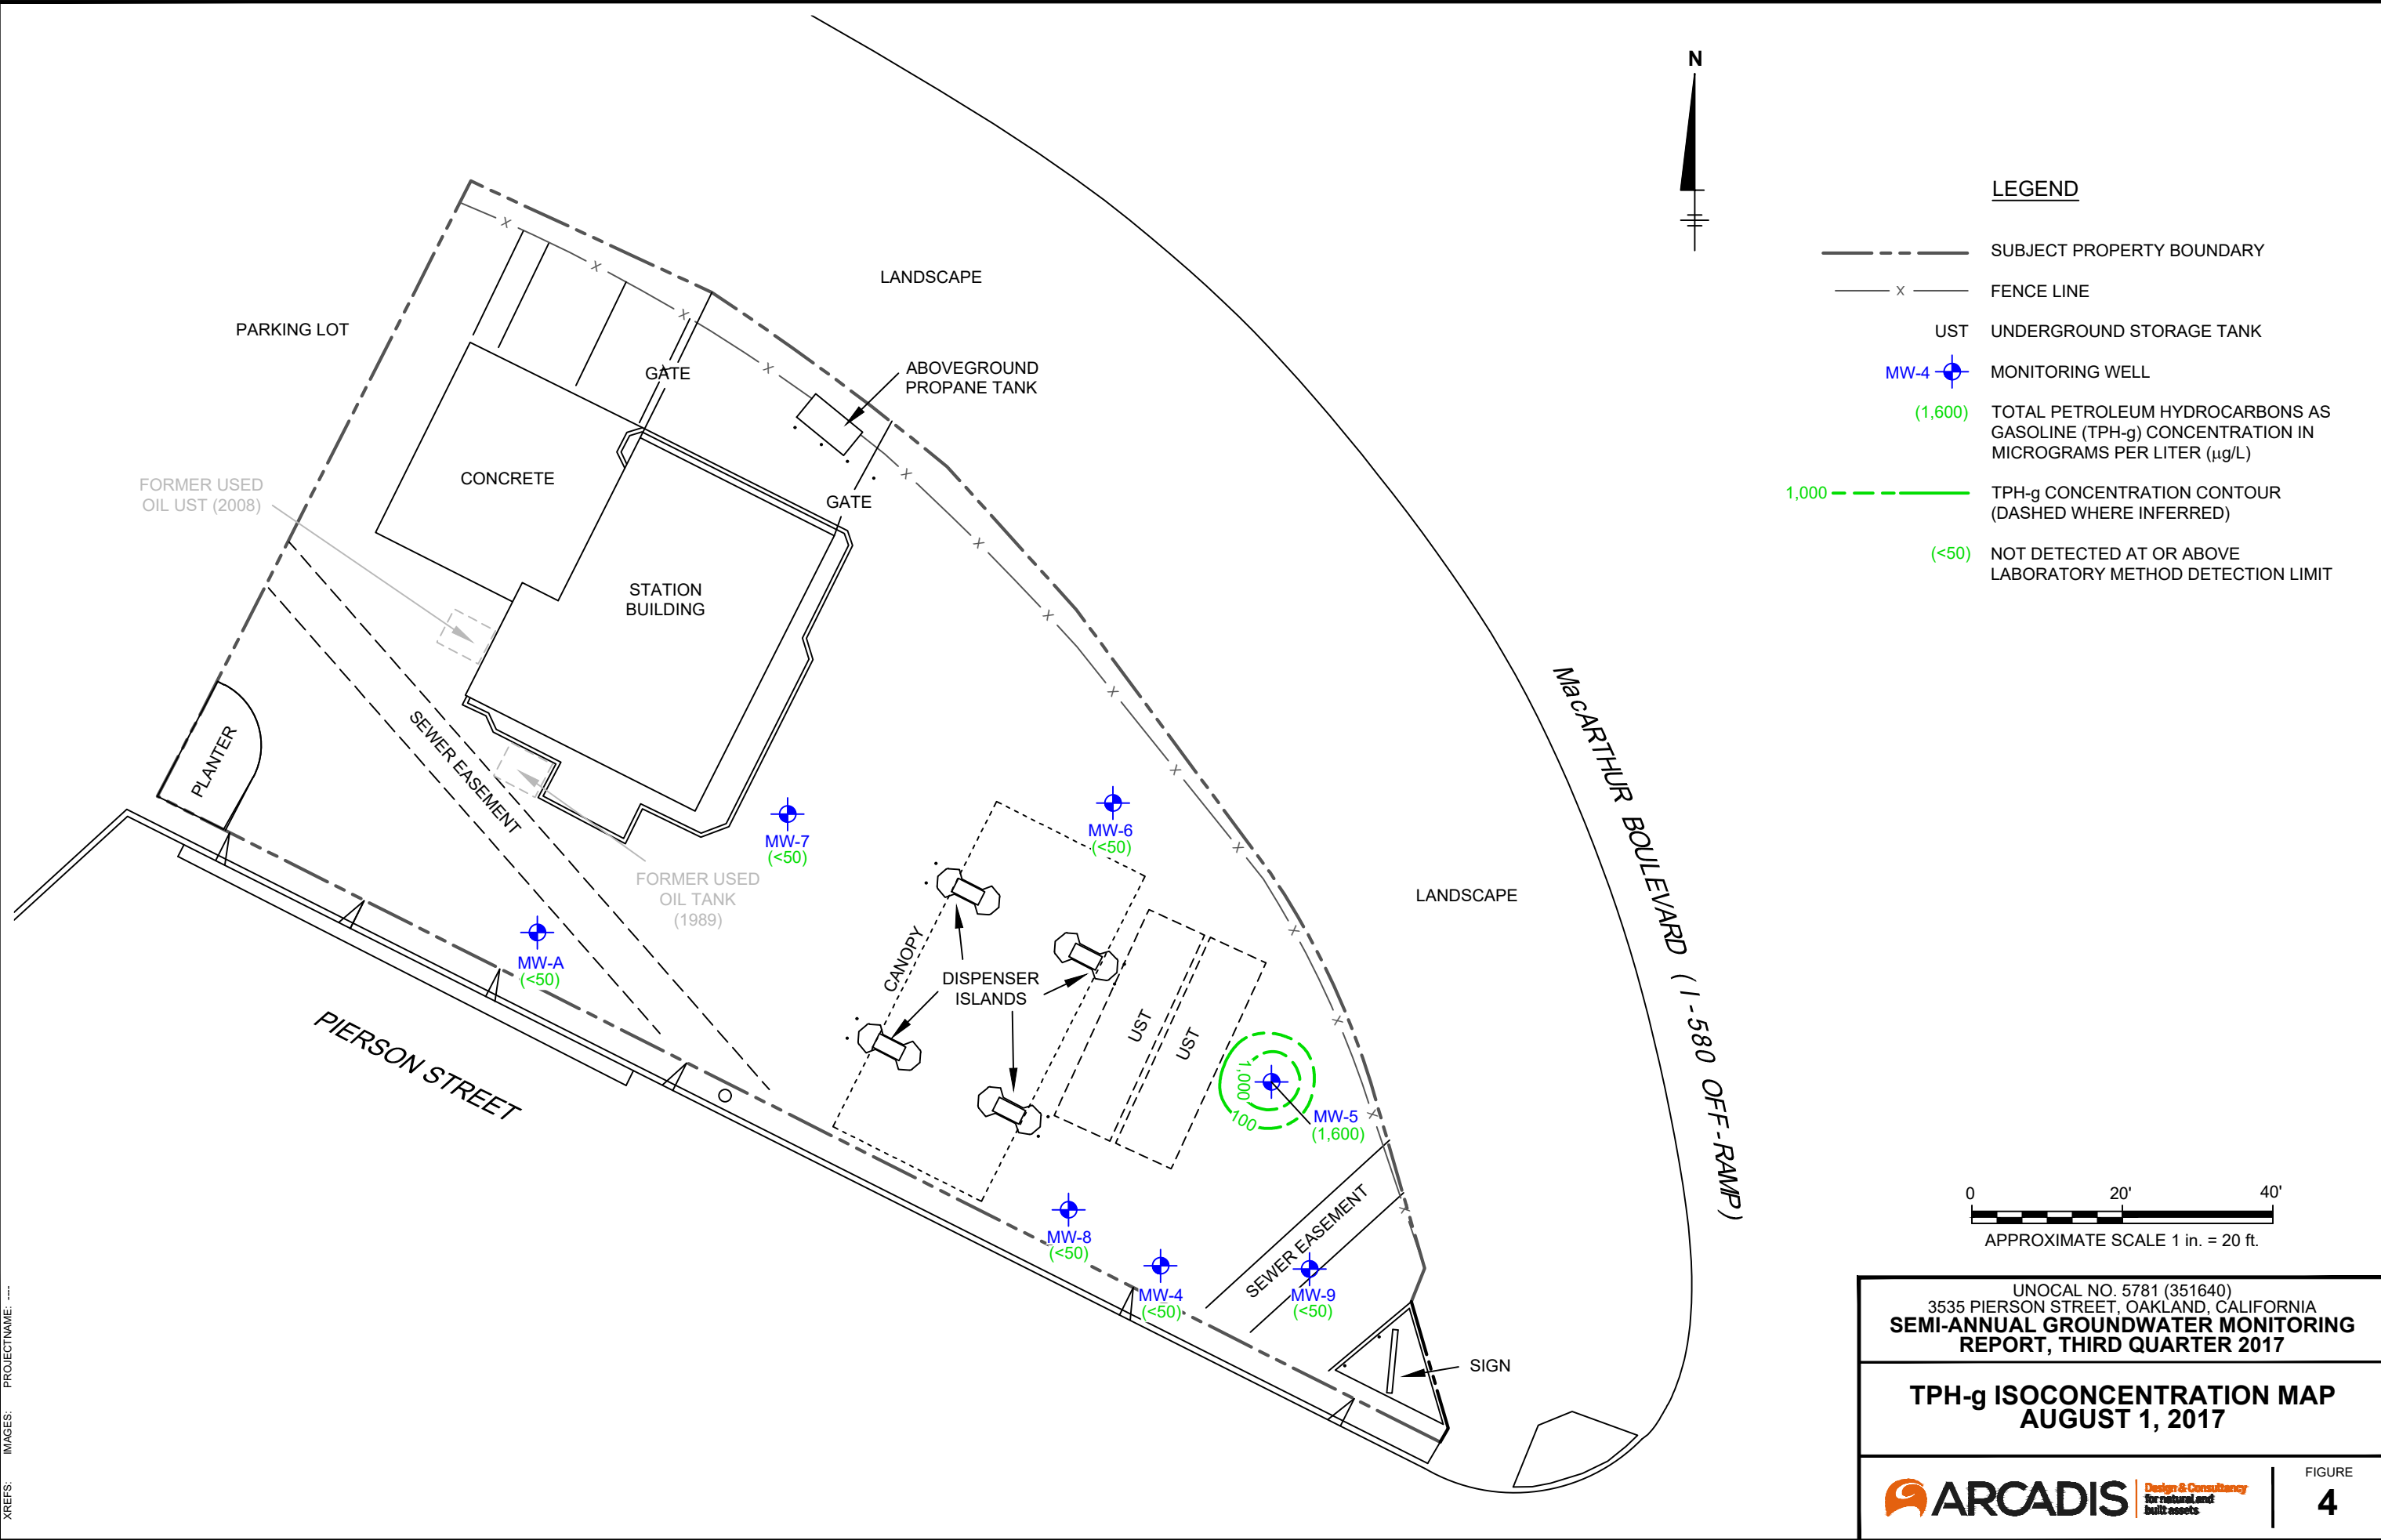 N
LEGEND
SUBJECT PROPERTY BOUNDARY
x FENCE LINE
UST UNDERGROUND STORAGE TANK
MW-4 MONITORING WELL
(1,600) TOTAL PETROLEUM HYDROCARBONS AS
GASOLINE (TPH-g) CONCENTRATION IN
MICROGRAMS PER LITER (µg/L)
1,000 TPH-g CONCENTRATION CONTOUR
(DASHED WHERE INFERRED)
(<50) NOT DETECTED AT OR ABOVE
LABORATORY METHOD DETECTION LIMIT
LANDSCAPE
PARKING LOT
GATE
ABOVEGROUND
PROPANE TANK
CONCRETE
FORMER USED
OIL UST (2008)
GATE
STATION
BUILDING
PLANTER
SEWER EASEMENT
MW-7
(<50)
MW-6
(<50)
FORMER USED
OIL TANK
(1989)
MW-A
(<50)
CANOPY
DISPENSER
ISLANDS
UST
UST
LANDSCAPE
MacARTHUR BOULEVARD (I-580 OFF-RAMP)
PIERSON STREET
1,000
100
MW-5
(1,600)
MW-8
(<50)
MW-4
(<50)
SEWER EASEMENT
MW-9
(<50)
SIGN
0 20' 40'
APPROXIMATE SCALE 1 in. = 20 ft.
UNOCAL NO. 5781 (351640)
3535 PIERSON STREET, OAKLAND, CALIFORNIA
SEMI-ANNUAL GROUNDWATER MONITORING
REPORT, THIRD QUARTER 2017
TPH-g ISOCONCENTRATION MAP
AUGUST 1, 2017
ARCADIS
Design & Consultancy
for natural and
built assets
FIGURE
4
XREFS: IMAGES: PROJECTNAME: ----